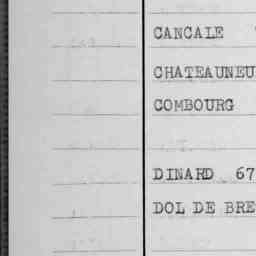 CANCALE
CHATEAUNEU
COMBOURG
DINARD 67
DOL DE BRE